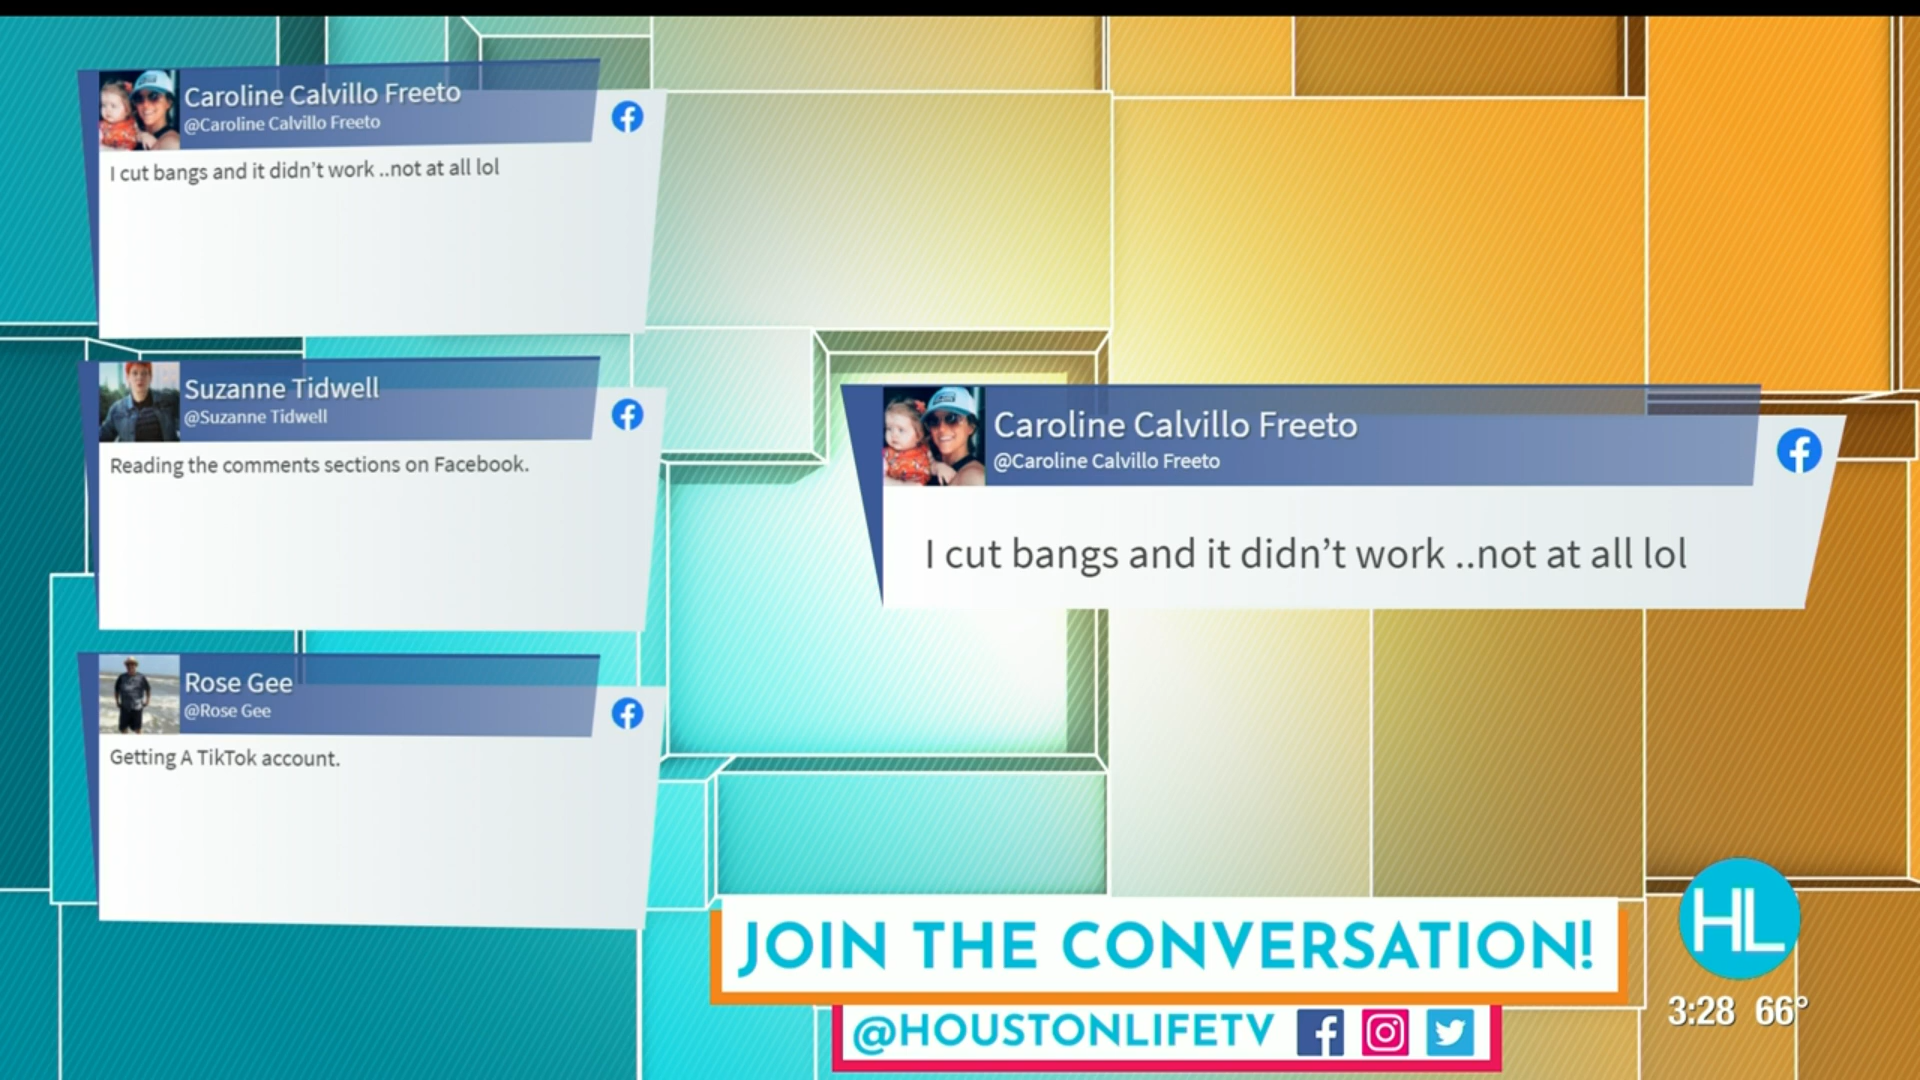 Caroline Calvillo Freeto
@Caroline Calvillo Freeto
I cut bangs and it didn't work ..not at all lol
Suzanne Tidwell
@Suzanne Tidwell
Reading the comments sections on Facebook.
Rose Gee
@Rose Gee
Getting A TikTok account.
Caroline Calvillo Freeto
@Caroline Calvillo Freeto
I cut bangs and it didn't work ..not at all lol
JOIN THE CONVERSATION!
@HOUSTONLIFETV
HL
3:28 66°